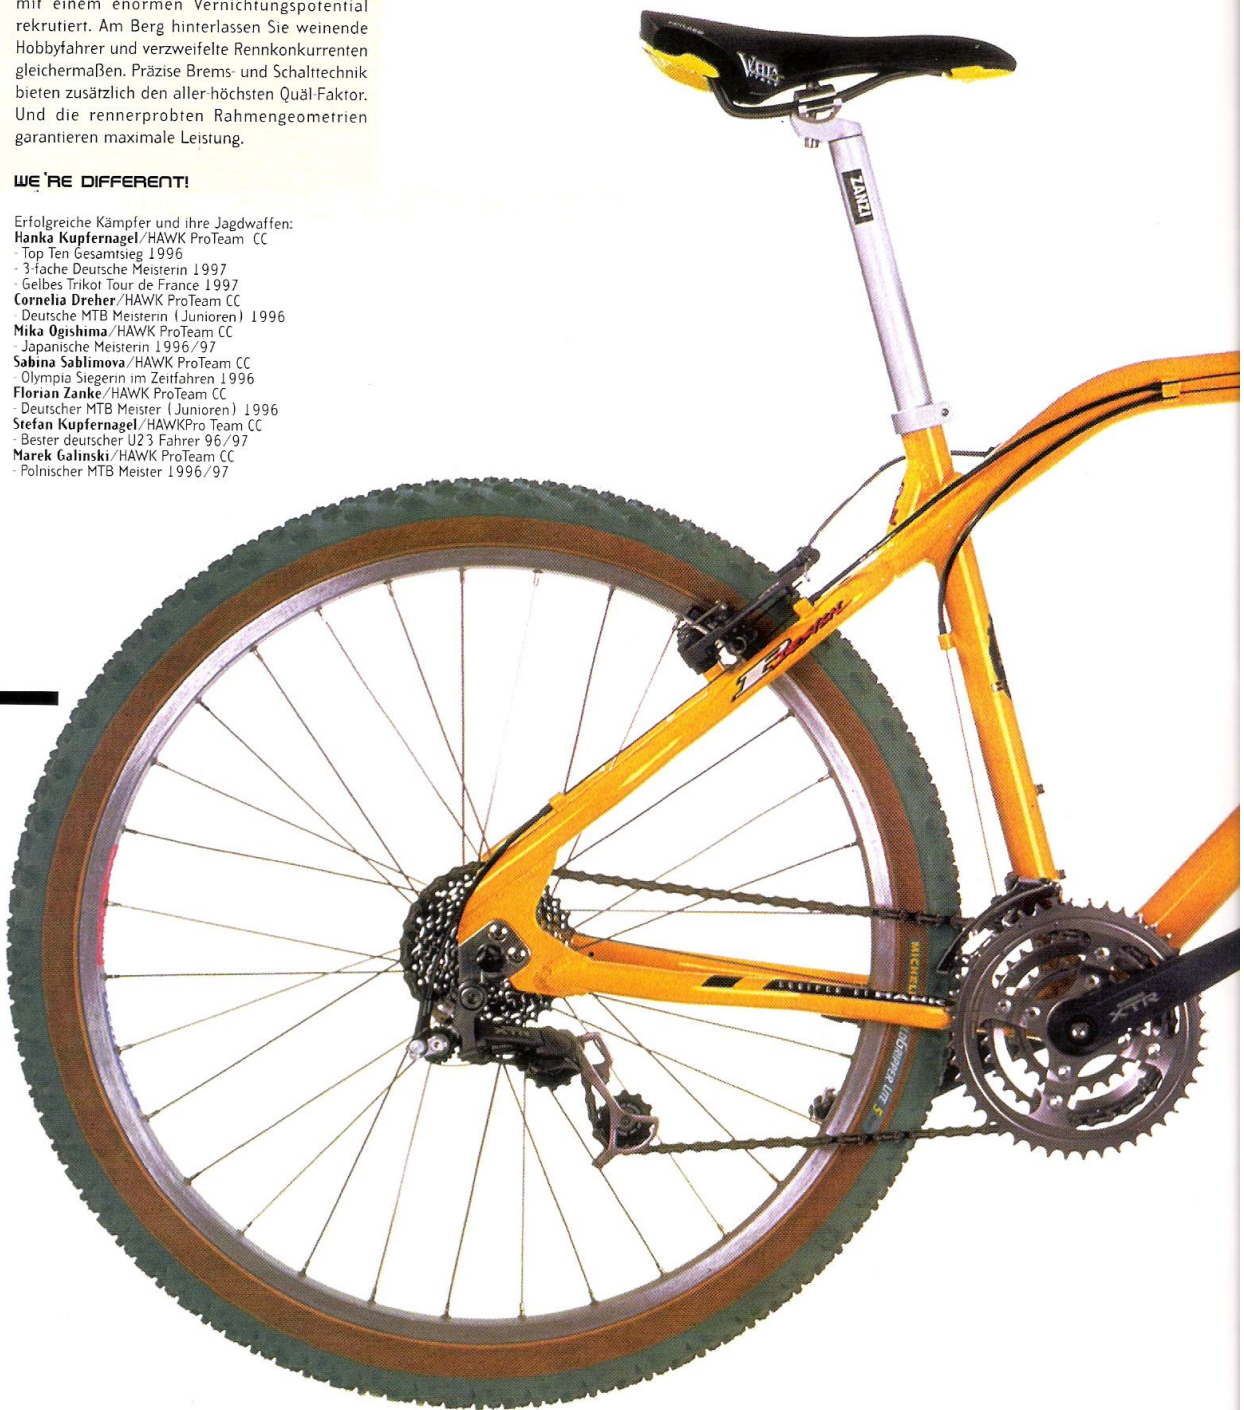 mit einem enormen Vernichtungspotential
rekrutiert. Am Berg hinterlassen Sie weinende
Hobbyfahrer und verzweifelte Rennkonkurrenten
gleichermaßen. Präzise Brems- und Schalttechnik
bieten zusätzlich den aller-höchsten Quäl-Faktor.
Und die rennerprobten Rahmengeometrien
garantieren maximale Leistung.
WE'RE DIFFERENT!
Erfolgreiche Kämpfer und ihre Jagdwaffen:
Hanka Kupfernagel/HAWK ProTeam CC
- Top Ten Gesamtsieg 1996
- 3-fache Deutsche Meisterin 1997
- Gelbes Trikot Tour de France 1997
Cornelia Dreher/HAWK ProTeam CC
- Deutsche MTB Meisterin (Junioren) 1996
Mika Ogishima/HAWK ProTeam CC
- Japanische Meisterin 1996/97
Sabina Sablimova/HAWK ProTeam CC
- Olympia Siegerin im Zeitfahren 1996
Florian Zanke/HAWK ProTeam CC
- Deutscher MTB Meister (Junioren) 1996
Stefan Kupfernagel/HAWKPro Team CC
- Bester deutscher U23 Fahrer 96/97
Marek Galinski/HAWK ProTeam CC
- Polnischer MTB Meister 1996/97
ZANZI
XTR